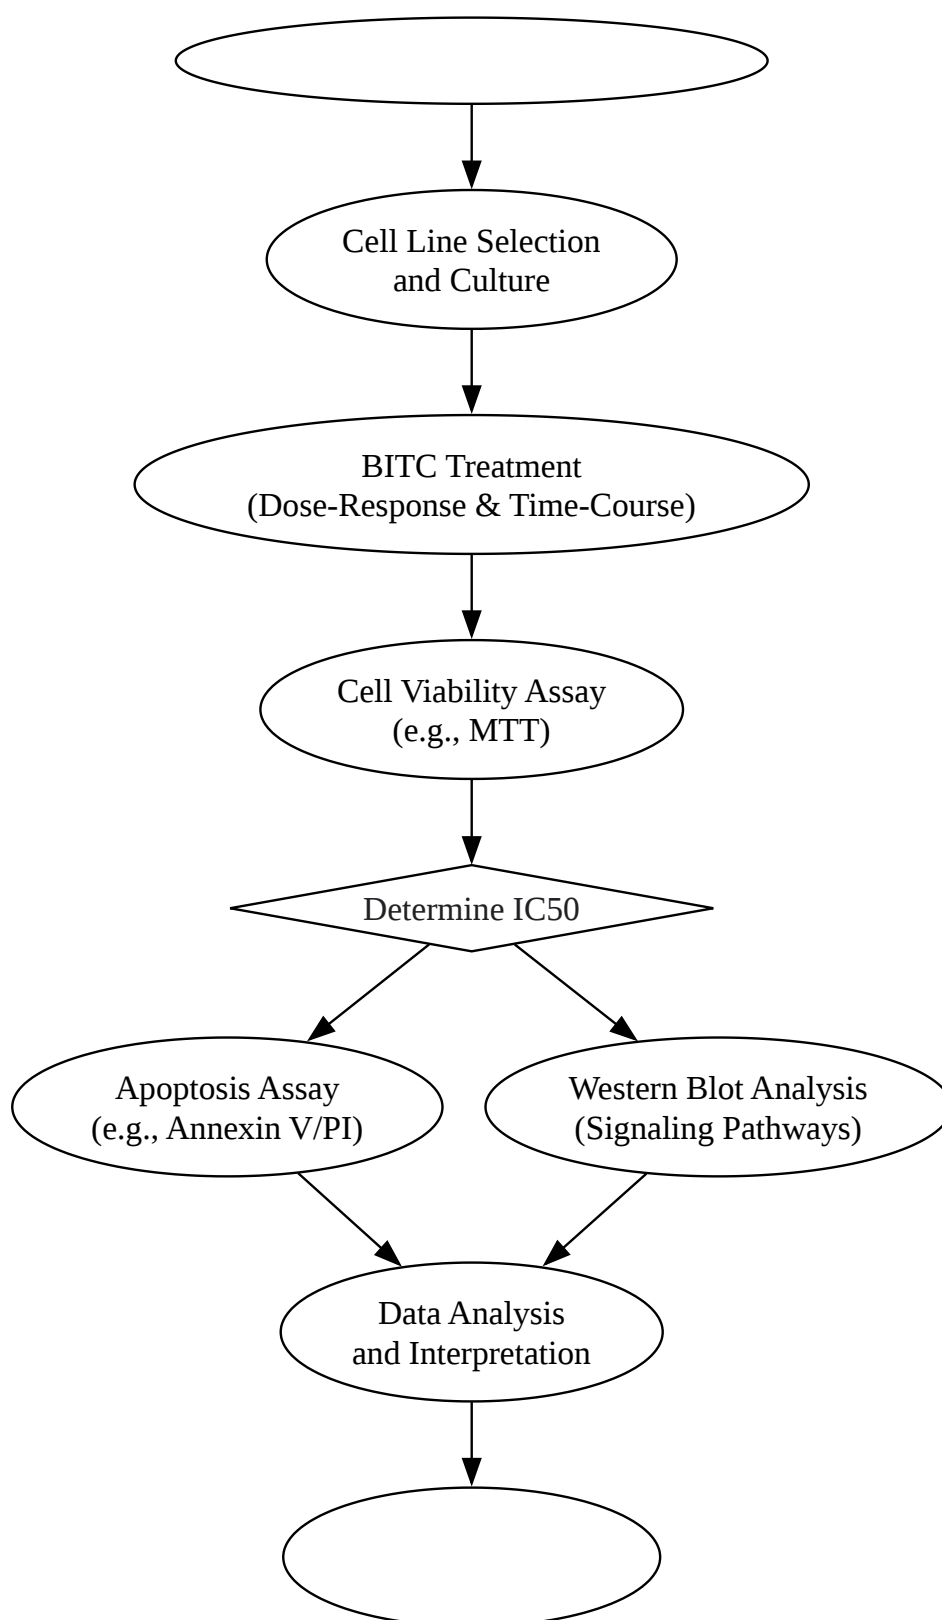 Cell Line Selection
and Culture
BITC Treatment
(Dose-Response & Time-Course)
Cell Viability Assay
(e.g., MTT)
Determine IC50
Apoptosis Assay
(e.g., Annexin V/PI)
Western Blot Analysis
(Signaling Pathways)
Data Analysis
and Interpretation